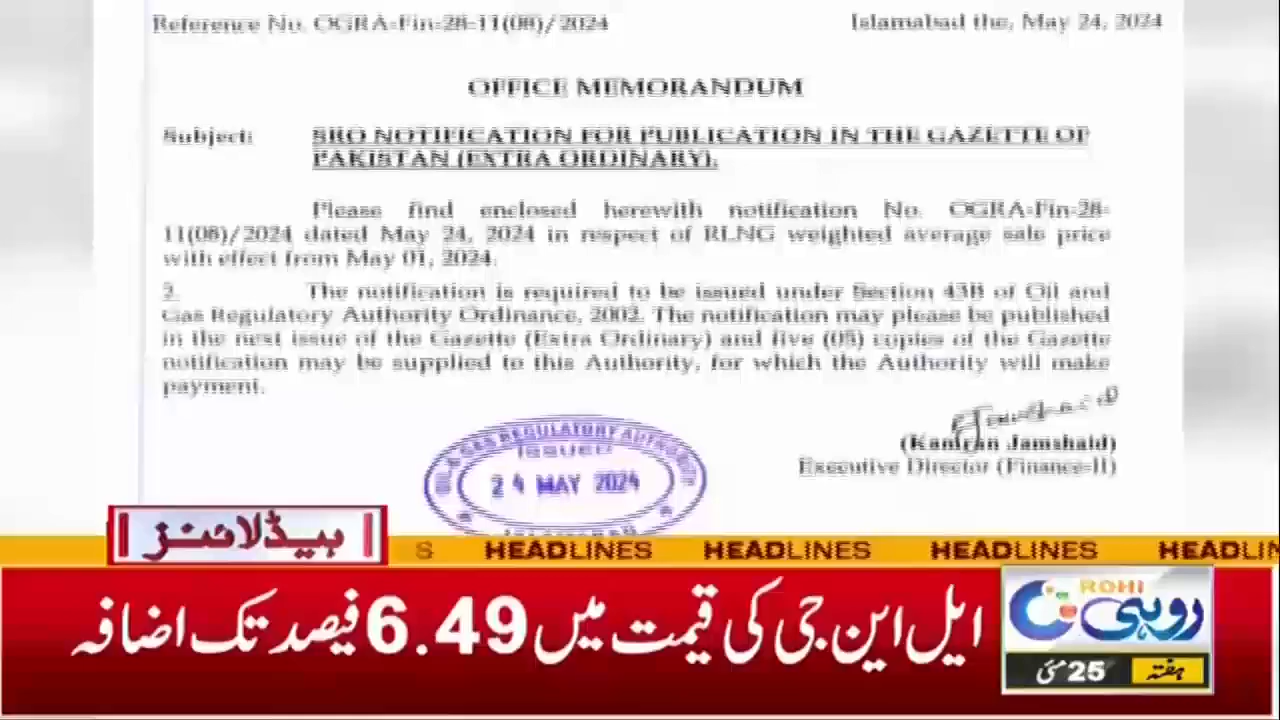 Reference No. OGRA-Fin-28-11(08)/2024
Islamabad the, May 24, 2024
OFFICE MEMORANDUM
Subject: SRO NOTIFICATION FOR PUBLICATION IN THE GAZETTE OF
PAKISTAN (EXTRA ORDINARY).
Please find enclosed herewith notification No. OGRA-Fin-28-
11(08)/2024 dated May 24, 2024 in respect of RLNG weighted average sale price
with effect from May 01, 2024.
2. The notification is required to be issued under Section 43B of Oil and
Gas Regulatory Authority Ordinance, 2002. The notification may please be published
in the next issue of the Gazette (Extra Ordinary) and five (05) copies of the Gazette
notification may be supplied to this Authority, for which the Authority will make
payment.
(Kamran Jamshaid)
Executive Director (Finance-II)
OIL & GAS REGULATORY AUTHORITY
ISSUED
24 MAY 2024
ISLAMABAD
ہیڈلائنز
S HEADLINES HEADLINES HEADLINES HEADLIN
ایل این جی کی قیمت میں 6.49 فیصد تک اضافہ
ROHI
روہی
ہفتہ 25 مئی